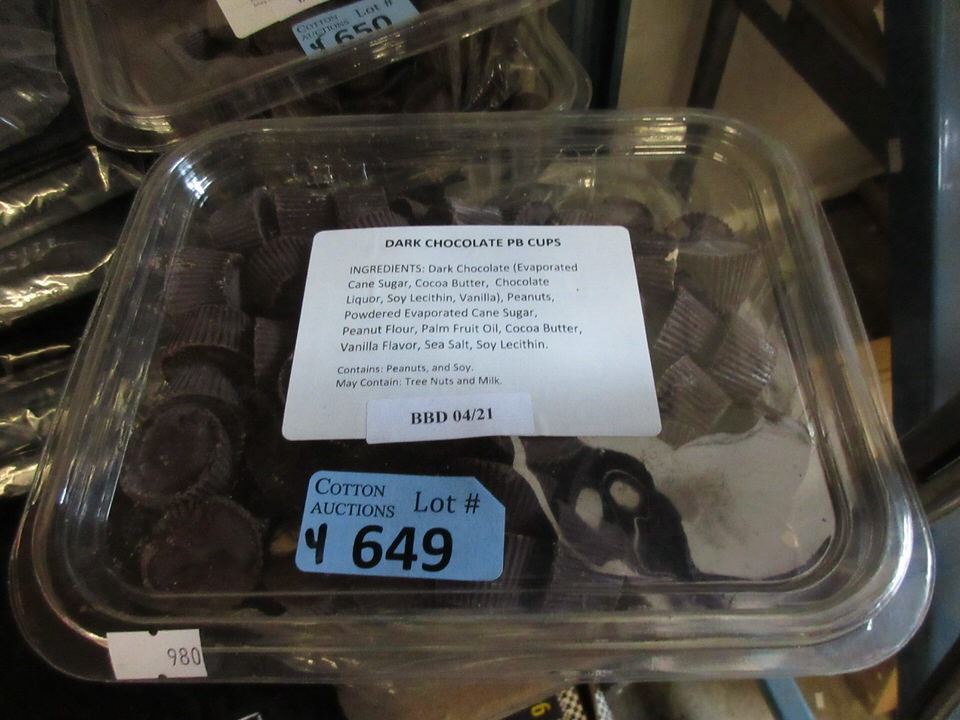 COTTON
AUCTIONS Lot #
4 650
DARK CHOCOLATE PB CUPS
INGREDIENTS: Dark Chocolate (Evaporated
Cane Sugar, Cocoa Butter, Chocolate
Liquor, Soy Lecithin, Vanilla), Peanuts,
Powdered Evaporated Cane Sugar,
Peanut Flour, Palm Fruit Oil, Cocoa Butter,
Vanilla Flavor, Sea Salt, Soy Lecithin.
Contains: Peanuts, and Soy.
May Contain: Tree Nuts and Milk.
BBD 04/21
COTTON
AUCTIONS Lot #
4 649
980